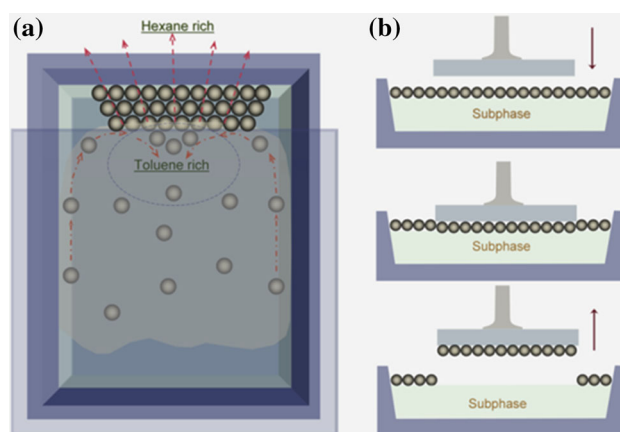 (a)
Hexane rich
Toluene rich
(b)
Subphase
Subphase
Subphase